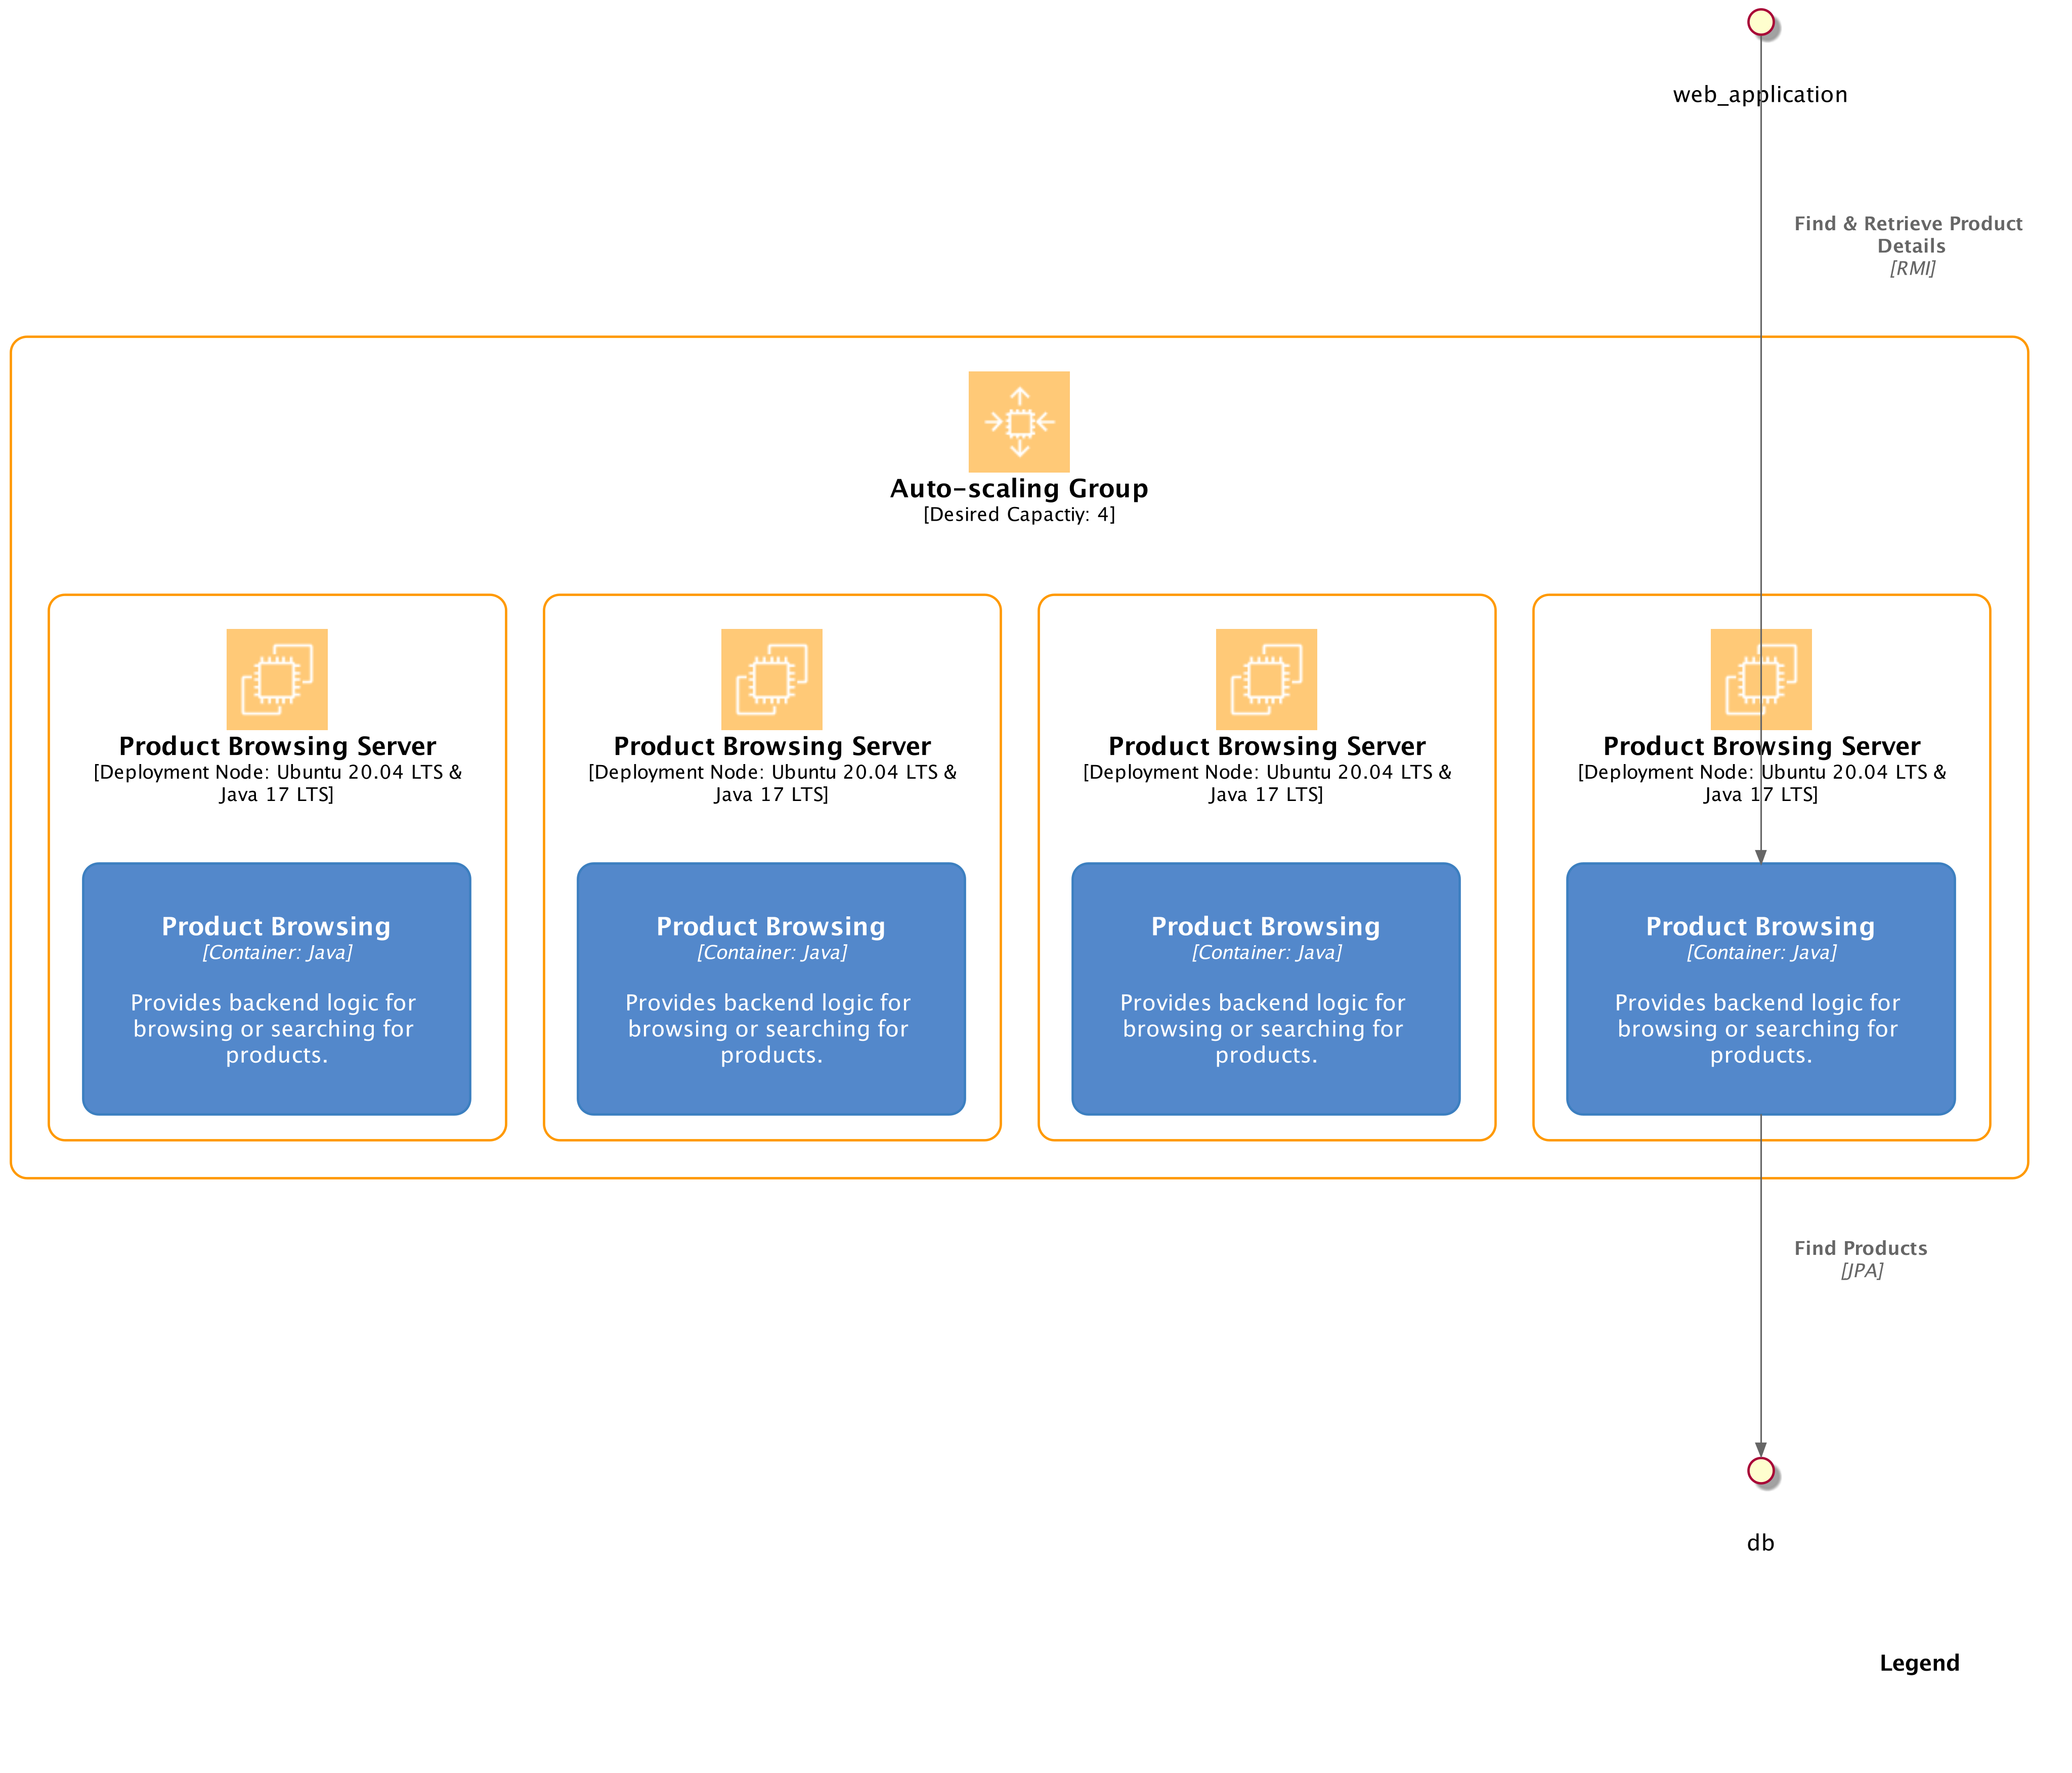 web_application
Find & Retrieve Product
Details
[RMI]
Auto-scaling Group
[Desired Capactiy: 4]
Product Browsing Server
[Deployment Node: Ubuntu 20.04 LTS &
Java 17 LTS]
Product Browsing
[Container: Java]
Provides backend logic for
browsing or searching for
products.
Product Browsing Server
[Deployment Node: Ubuntu 20.04 LTS &
Java 17 LTS]
Product Browsing
[Container: Java]
Provides backend logic for
browsing or searching for
products.
Product Browsing Server
[Deployment Node: Ubuntu 20.04 LTS &
Java 17 LTS]
Product Browsing
[Container: Java]
Provides backend logic for
browsing or searching for
products.
Product Browsing Server
[Deployment Node: Ubuntu 20.04 LTS &
Java 17 LTS]
Product Browsing
[Container: Java]
Provides backend logic for
browsing or searching for
products.
Find Products
[JPA]
db
Legend